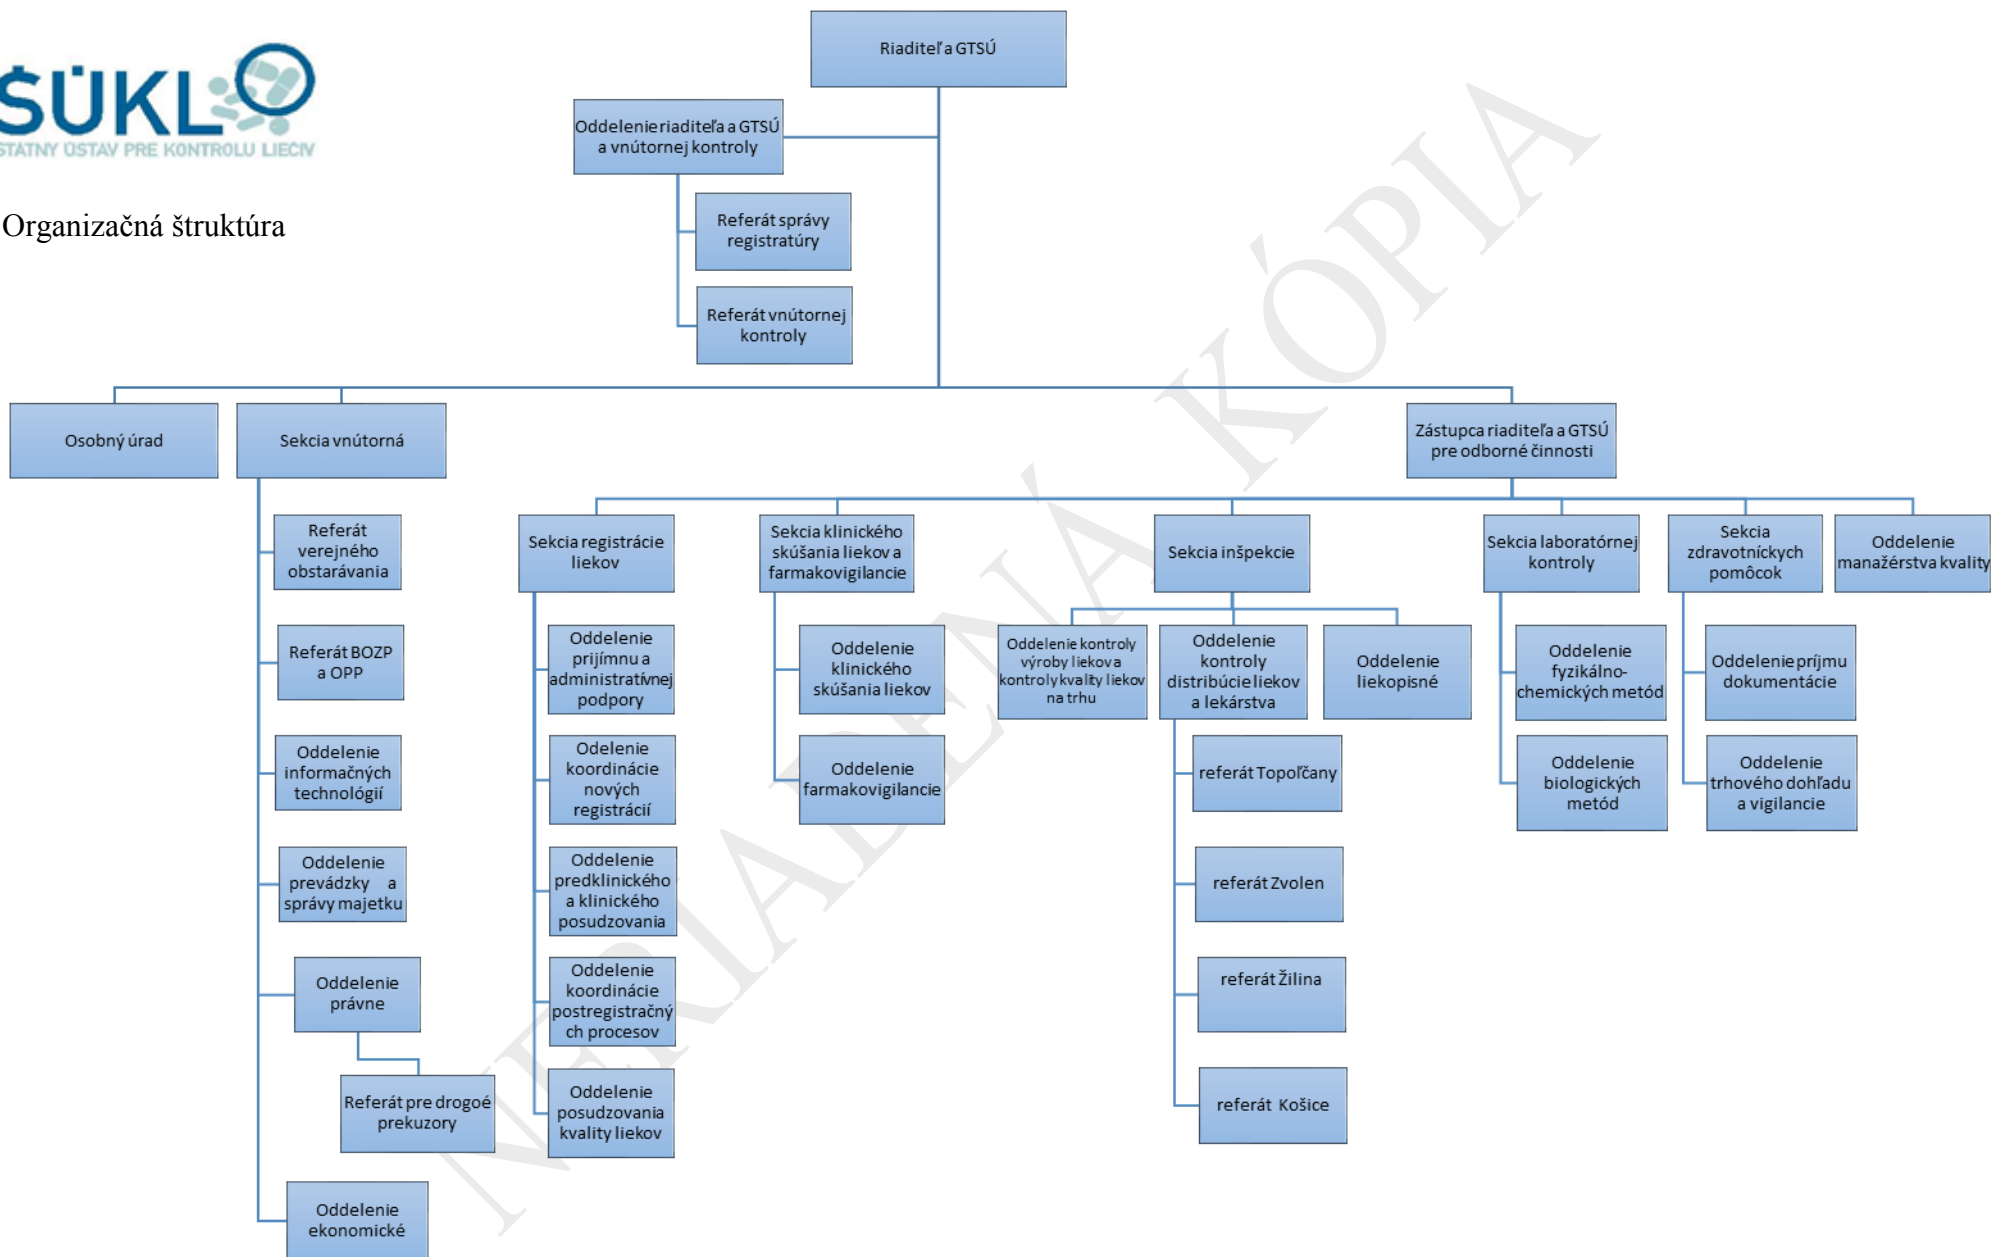 Riaditeľ a GTSÚ
ŠÚKL
ŠTÁTNY ÚSTAV PRE KONTROLU LIEČIV
Oddelenie riaditeľa a GTSÚ
a vnútornej kontroly
Referát správy
registratúry
Organizačná štruktúra
Referát vnútornej
kontroly
Osobný úrad
Sekcia vnútorná
Zástupca riaditeľa a GTSÚ
pre odborné činnosti
Referát
verejného
obstarávania
Referát BOZP
a OPP
Oddelenie
informačných
technológií
Oddelenie
prevádzky a
správy majetku
Oddelenie
právne
Referát pre drogoé
prekuzory
Oddelenie
ekonomické
Sekcia registrácie
liekov
Oddelenie
prijímnu a
administratívnej
podpory
Odelenie
koordinácie
nových
registrácií
Oddelenie
predklinického
a klinického
posudzovania
Oddelenie
koordinácie
postregistračný
ch procesov
Oddelenie
posudzovania
kvality liekov
Sekcia klinického
skúšania liekov a
farmakovigilancie
Oddelenie
klinického
skúšania liekov
Oddelenie
farmakovigilancie
Sekcia inšpekcie
Oddelenie kontroly
výroby liekov a
kontroly kvality liekov
na trhu
Oddelenie
kontroly
distribúcie liekov
a lekárstva
Oddelenie
liekopisné
referát Topoľčany
referát Zvolen
referát Žilina
referát Košice
Sekcia laboratórnej
kontroly
Oddelenie
fyzikálno-
chemických metód
Oddelenie
biologických
metód
Sekcia
zdravotníckych
pomôcok
Oddelenie príjmu
dokumentácie
Oddelenie
trhového dohľadu
a vigilancie
Oddelenie
manažérstva kvality
NERIADENÁ KÓPIA